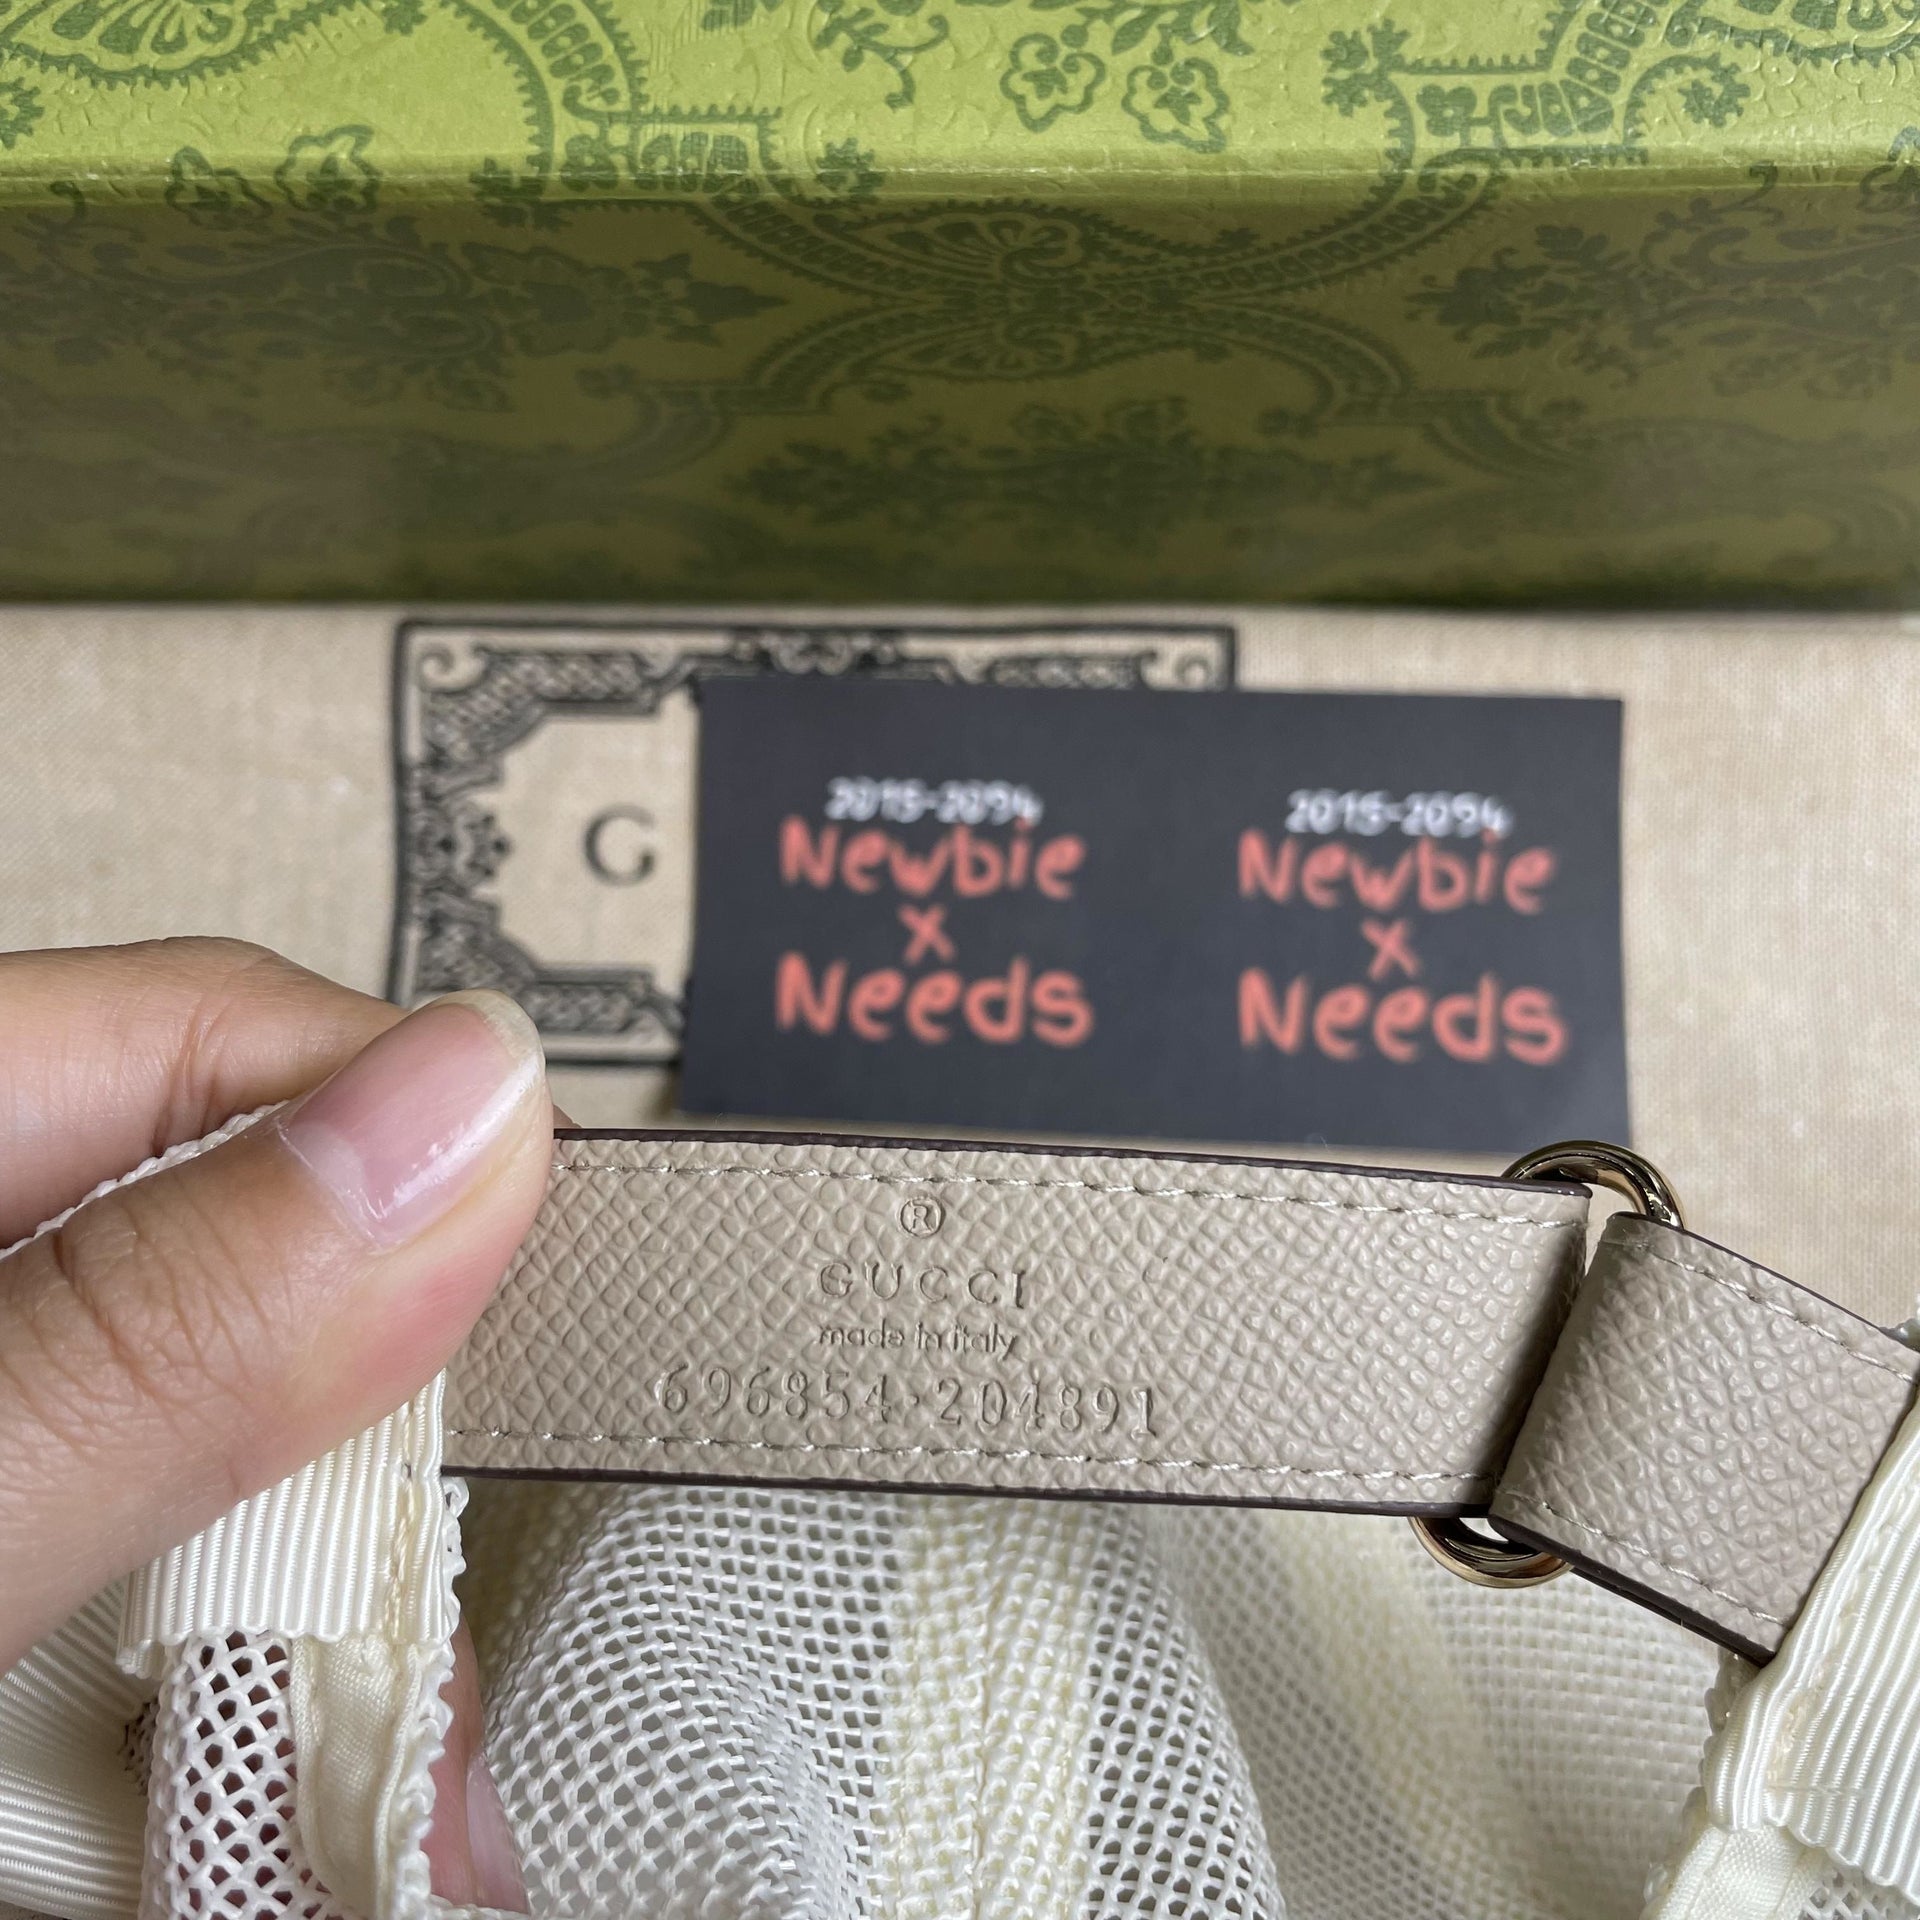 G
2015-2094
Newbie
x
Needs
2015-2094
Newbie
x
Needs
®
GUCCI
made in italy
696854·204891